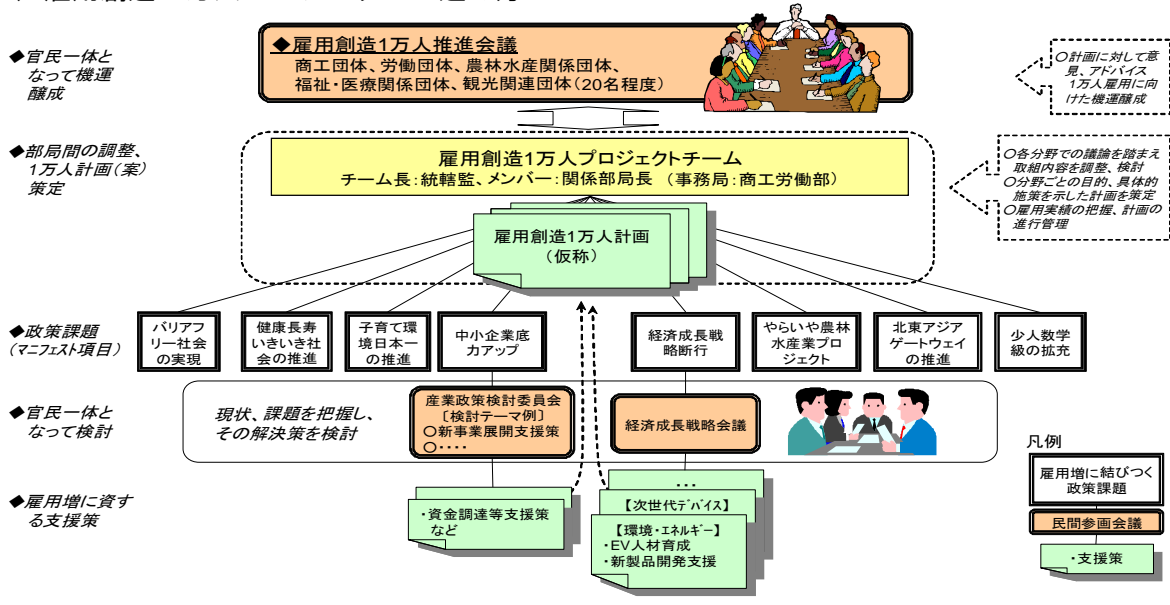 ◆官民一体と
なって機運
醸成
◆雇用創造1万人推進会議
商工団体、労働団体、農林水産関係団体、
福祉・医療関係団体、観光関連団体(20名程度)
○計画に対して意
見、アドバイス
1万人雇用に向
けた機運醸成
◆部局間の調整、
1万人計画(案)
策定
雇用創造1万人プロジェクトチーム
チーム長:統轄監、メンバー:関係部局長 (事務局:商工労働部)
○各分野での議論を踏まえ
取組内容を調整、検討
○分野ごとの目的、具体的
施策を示した計画を策定
○雇用実績の把握、計画の
進行管理
雇用創造1万人計画
(仮称)
◆政策課題
(マニフェスト項目)
バリアフ
リー社会
の実現
健康長寿
いきいき社
会の推進
子育て環
境日本一
の推進
中小企業底
力アップ
経済成長戦
略断行
やらいや農林
水産業プロ
ジェクト
北東アジア
ゲートウェイ
の推進
少人数学
級の拡充
◆官民一体と
なって検討
現状、課題を把握し、
その解決策を検討
産業政策検討委員会
〔検討テーマ例〕
○新事業展開支援策
○・・・・
経済成長戦略会議
◆雇用増に資す
る支援策
・資金調達等支援策
など
…
【次世代デバイス】
【環境・エネルギー】
・EV人材育成
・新製品開発支援
凡例
雇用増に結びつく
政策課題
民間参画会議
・支援策